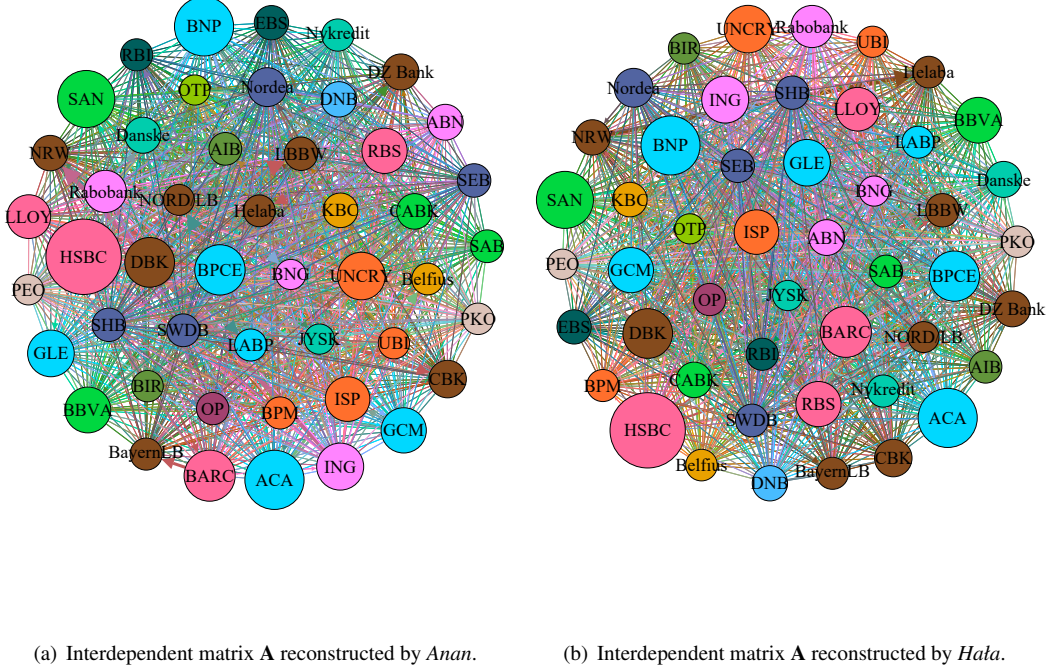 BNP
EBS
Nykredit
RBI
DZ Bank
SAN
OTP
Nordea
DNB
ABN
Danske
AIB
LBBW
RBS
NRW
SEB
Rabobank
NORD/LB
Helaba
KBC
CABK
LLOY
SAB
HSBC
DBK
BPCE
BNG
UNCRY
Belfius
PEO
PKO
SHB
SWDB
LABP
JYSK
UBI
GLE
CBK
BIR
BBVA
OP
BPM
ISP
GCM
BayernLB
BARC
ACA
ING
UNCRY
Rabobank
BIR
UBI
Nordea
ING
SHB
Helaba
LLOY
BBVA
NRW
BNP
SEB
GLE
LABP
Danske
SAN
KBC
BNG
LBBW
OTP
ISP
ABN
PKO
PEO
GCM
SAB
BPCE
OP
JYSK
DZ Bank
EBS
DBK
RBI
BARC
NORD/LB
AIB
BPM
CABK
Nykredit
HSBC
SWDB
RBS
ACA
Belfius
DNB
BayernLB
CBK
(a) Interdependent matrix A reconstructed by Anan.
(b) Interdependent matrix A reconstructed by Hała.